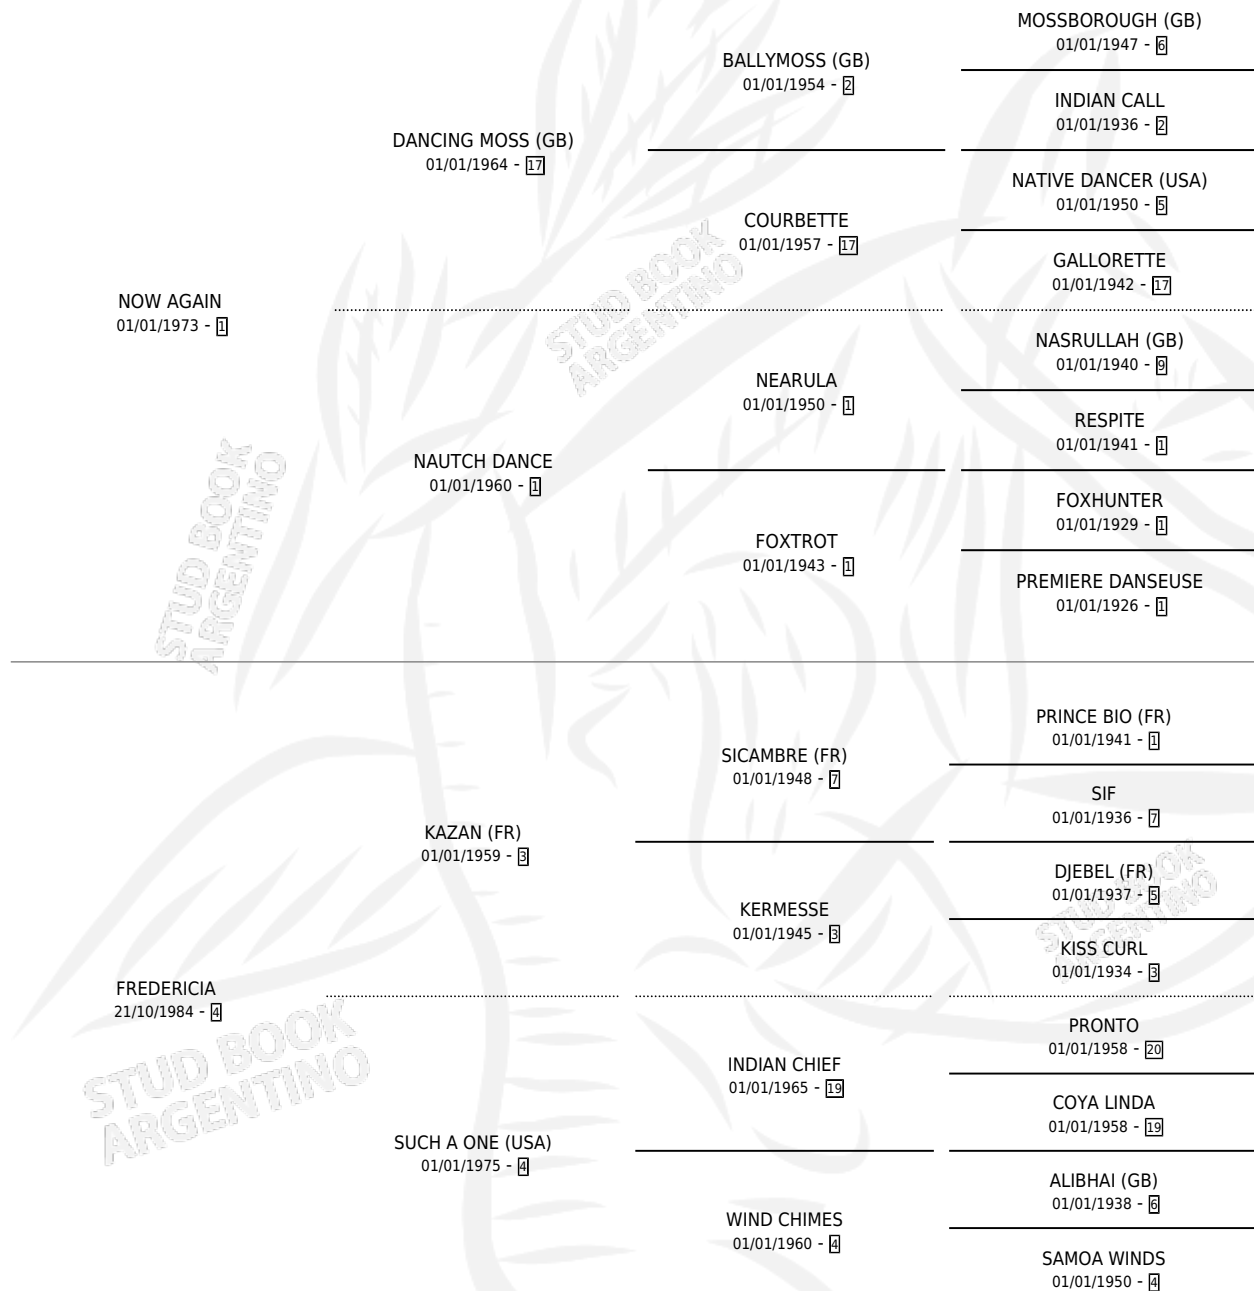 MOSSBOROUGH (GB)
01/01/1947 - 6
BALLYMOSS (GB)
01/01/1954 - 2
INDIAN CALL
01/01/1936 - 2
DANCING MOSS (GB)
01/01/1964 - 17
NATIVE DANCER (USA)
01/01/1950 - 5
COURBETTE
01/01/1957 - 17
GALLORETTE
01/01/1942 - 17
NOW AGAIN
01/01/1973 - 1
NASRULLAH (GB)
01/01/1940 - 9
NEARULA
01/01/1950 - 1
RESPITE
01/01/1941 - 1
NAUTCH DANCE
01/01/1960 - 1
FOXHUNTER
01/01/1929 - 1
FOXTROT
01/01/1943 - 1
PREMIERE DANSEUSE
01/01/1926 - 1
STUD BOOK
ARGENTINO
STUD BOOK
ARGENTINO
PRINCE BIO (FR)
01/01/1941 - 1
SICAMBRE (FR)
01/01/1948 - 7
SIF
01/01/1936 - 7
KAZAN (FR)
01/01/1959 - 3
DJEBEL (FR)
01/01/1937 - 5
KERMESSE
01/01/1945 - 3
KISS CURL
01/01/1934 - 3
STUD BOOK
ARGENTINO
FREDERICIA
21/10/1984 - 4
PRONTO
01/01/1958 - 20
INDIAN CHIEF
01/01/1965 - 19
COYA LINDA
01/01/1958 - 19
SUCH A ONE (USA)
01/01/1975 - 4
ALIBHAI (GB)
01/01/1938 - 6
WIND CHIMES
01/01/1960 - 4
SAMOA WINDS
01/01/1950 - 4
STUD BOOK
ARGENTINO